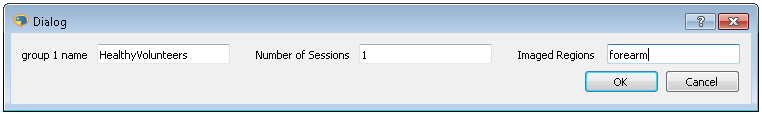 Dialog
group 1 name HealthyVolunteers Number of Sessions 1 Imaged Regions forearm
OK Cancel